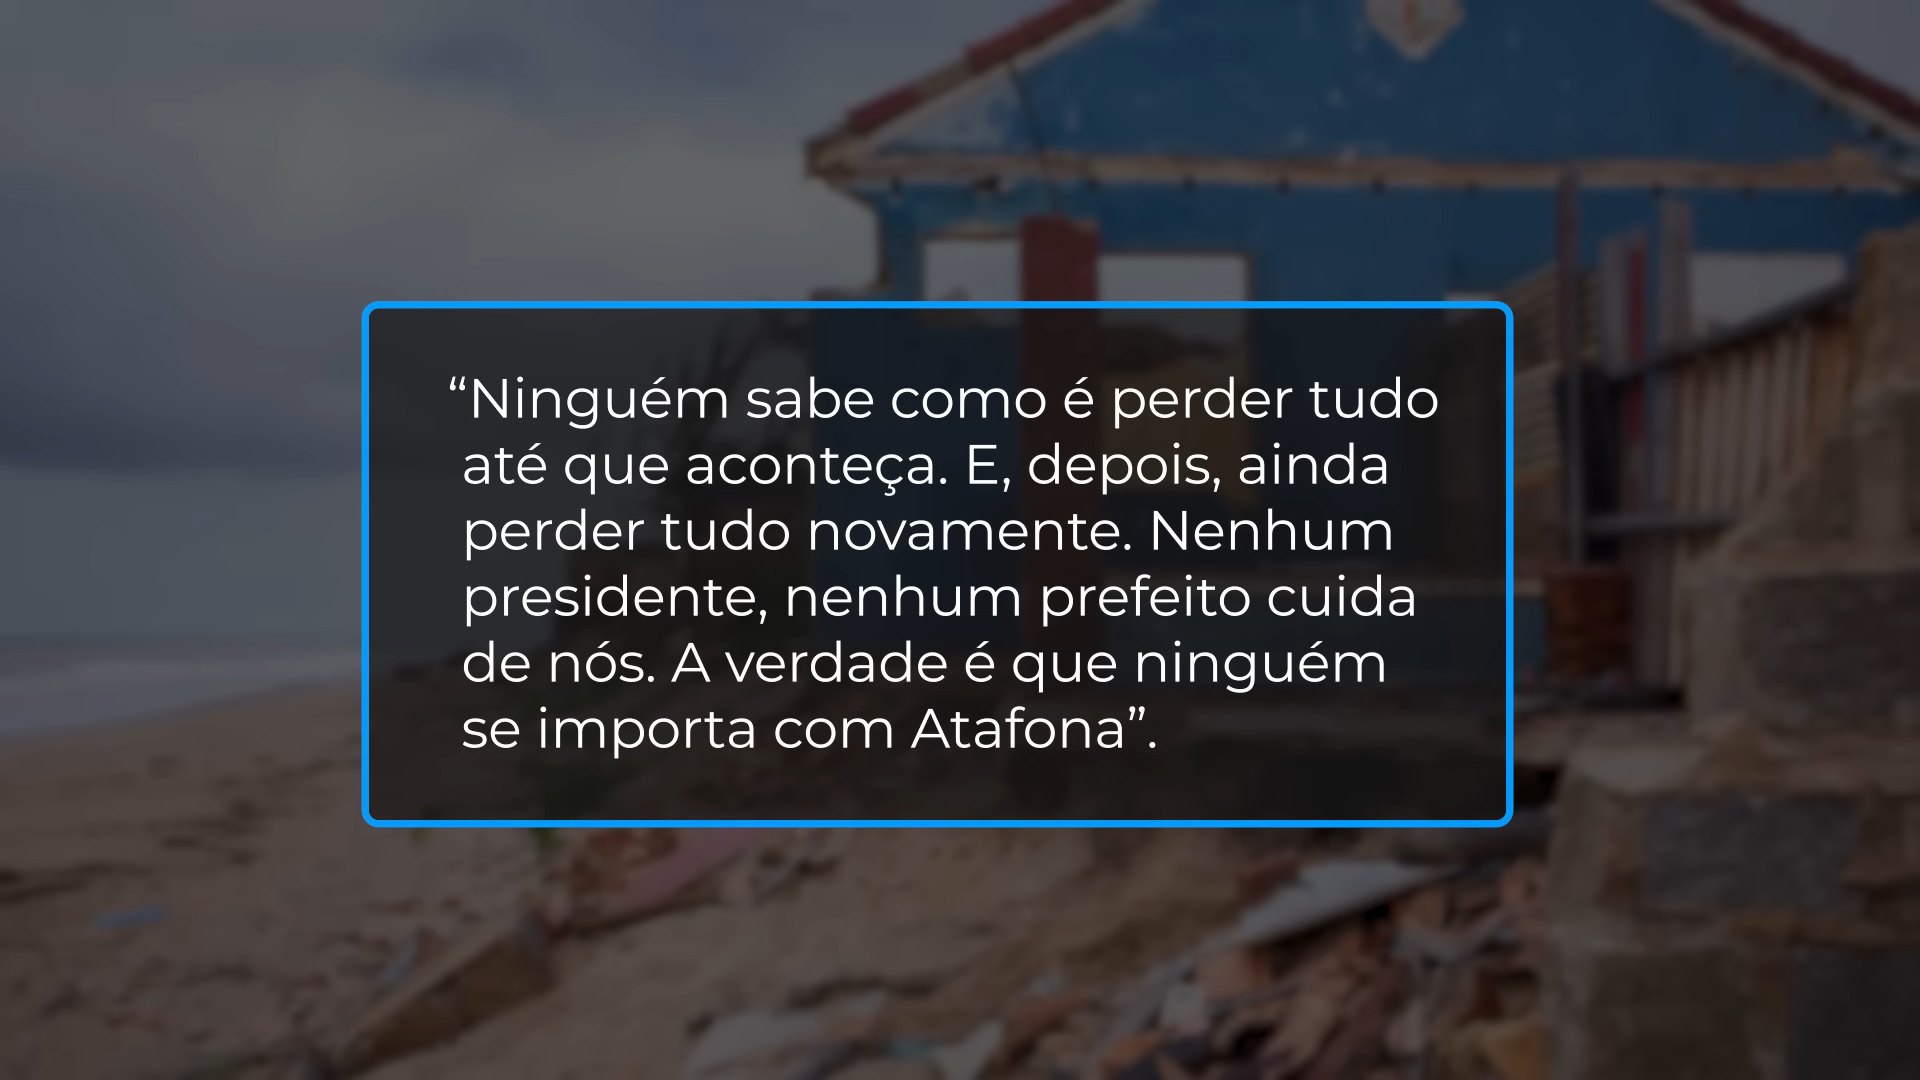 “Ninguém sabe como é perder tudo
até que aconteça. E, depois, ainda
perder tudo novamente. Nenhum
presidente, nenhum prefeito cuida
de nós. A verdade é que ninguém
se importa com Atafona”.